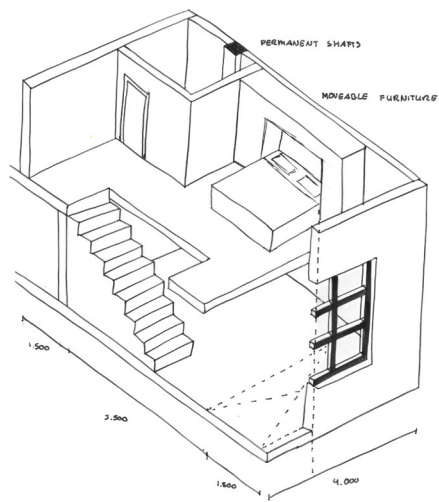 PERMANENT SHAFTS
MOVEABLE FURNITURE
1.500
3.500
1.500
4.000